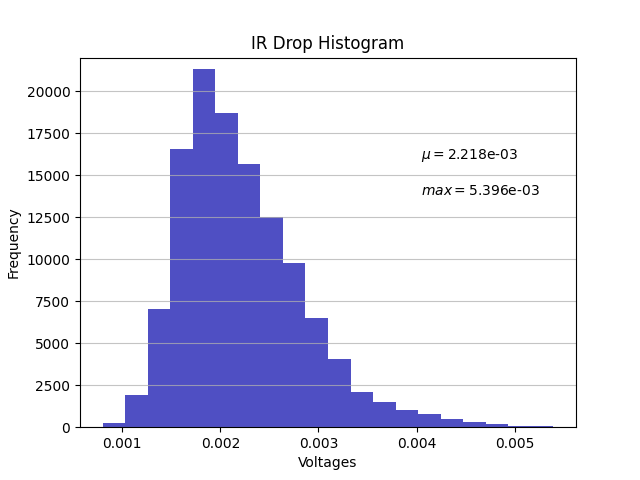 IR Drop Histogram
20000
17500
15000
12500
10000
7500
5000
2500
0
Frequency
μ = 2.218e-03
max = 5.396e-03
0.001 0.002 0.003 0.004 0.005
Voltages